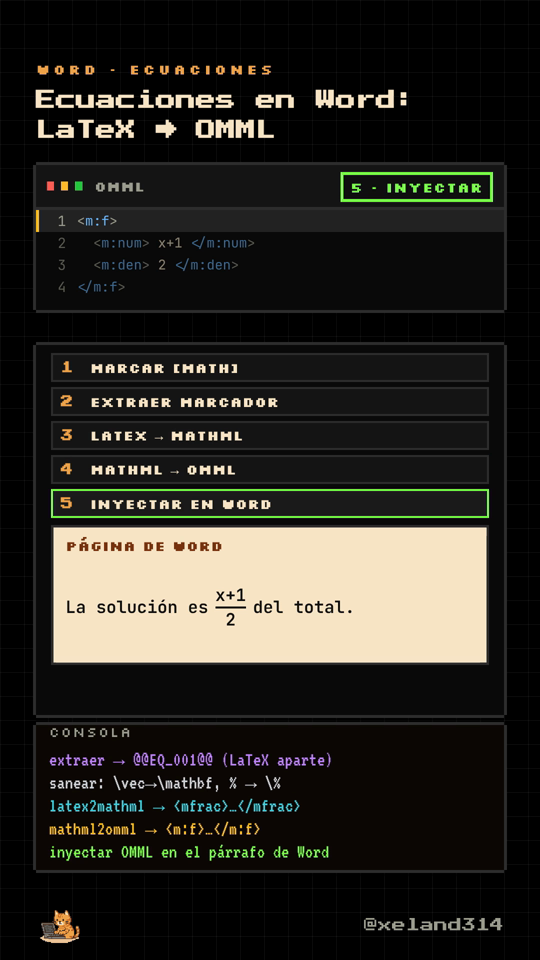 WORD · ECUACIONES
Ecuaciones en Word:
LaTeX → OMML
OMML
5 · INYECTAR
1 <m:f>
2 <m:num> x+1 </m:num>
3 <m:den> 2 </m:den>
4 </m:f>
1 MARCAR [MATH]
2 EXTRAER MARCADOR
3 LATEX → MATHML
4 MATHML → OMML
5 INYECTAR EN WORD
PÁGINA DE WORD
La solución es x+1/2 del total.
CONSOLA
extraer → @@EQ_001@@ (LaTeX aparte)
sanear: \vec→\mathbf, % → \%
latex2mathml → <mfrac>…</mfrac>
mathml2omml → <m:f>…</m:f>
inyectar OMML en el párrafo de Word
@xeland314